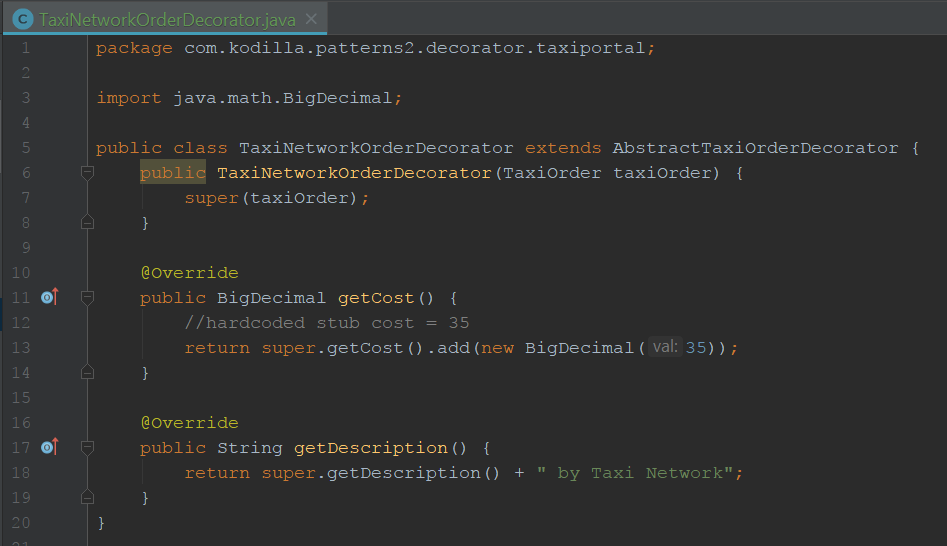 C TaxiNetworkOrderDecorator.java ×
1 package com.kodilla.patterns2.decorator.taxiportal;
2
3 import java.math.BigDecimal;
4
5 public class TaxiNetworkOrderDecorator extends AbstractTaxiOrderDecorator {
6     public TaxiNetworkOrderDecorator(TaxiOrder taxiOrder) {
7         super(taxiOrder);
8     }
9
10     @Override
11     public BigDecimal getCost() {
12         //hardcoded stub cost = 35
13         return super.getCost().add(new BigDecimal( val: 35));
14     }
15
16     @Override
17     public String getDescription() {
18         return super.getDescription() + " by Taxi Network";
19     }
20 }